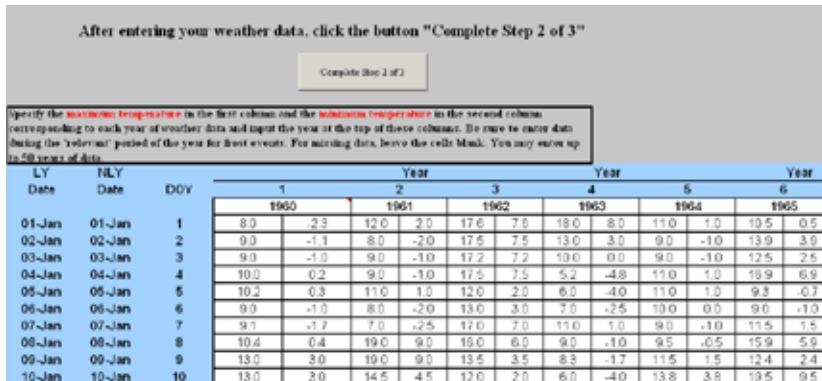 After entering your weather data, click the button "Complete Step 2 of 3"
Complete Step 2 of 3
Specify the maximum temperature in the first column and the minimum temperature in the second column
corresponding to each year of weather data and input the year at the top of these columns. Be sure to enter data
during the 'relevant' period of the year for frost events. For missing data, leave the cells blank. You may enter up
to 50 years of data.
LY NLY Year Year Year
Date Date DOY 1 2 3 4 5 6
1960 1961 1962 1963 1964 1965
01-Jan 01-Jan 1 8.0 -2.3 12.0 2.0 17.6 7.6 18.0 8.0 11.0 1.0 10.5 0.5
02-Jan 02-Jan 2 9.0 -1.1 8.0 -2.0 17.5 7.5 13.0 3.0 9.0 -1.0 13.9 3.9
03-Jan 03-Jan 3 9.0 -1.0 9.0 -1.0 17.2 7.2 10.0 0.0 9.0 -1.0 12.5 2.5
04-Jan 04-Jan 4 10.0 0.2 9.0 -1.0 17.5 7.5 5.2 -4.8 11.0 1.0 16.9 6.9
05-Jan 05-Jan 5 10.2 0.3 11.0 1.0 12.0 2.0 6.0 -4.0 11.0 1.0 9.3 -0.7
06-Jan 06-Jan 6 9.0 -1.0 8.0 -2.0 13.0 3.0 7.0 -2.5 10.0 0.0 9.0 -1.0
07-Jan 07-Jan 7 9.1 -1.7 7.0 -2.5 17.0 7.0 11.0 1.0 9.0 -1.0 11.5 1.5
08-Jan 08-Jan 8 10.4 0.4 19.0 9.0 16.0 6.0 9.0 -1.0 9.5 -0.5 15.9 5.9
09-Jan 09-Jan 9 13.0 3.0 19.0 9.0 13.5 3.5 8.3 -1.7 11.5 1.5 12.4 2.4
10-Jan 10-Jan 10 13.0 3.0 14.5 4.5 12.0 2.0 6.0 -4.0 13.8 3.8 19.5 9.5